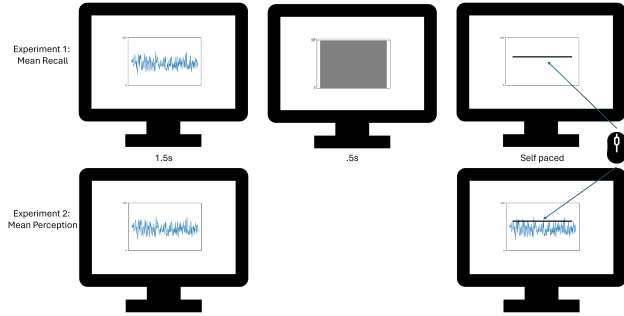 Experiment 1:
Mean Recall
1.5s
.5s
Self paced
Experiment 2:
Mean Perception